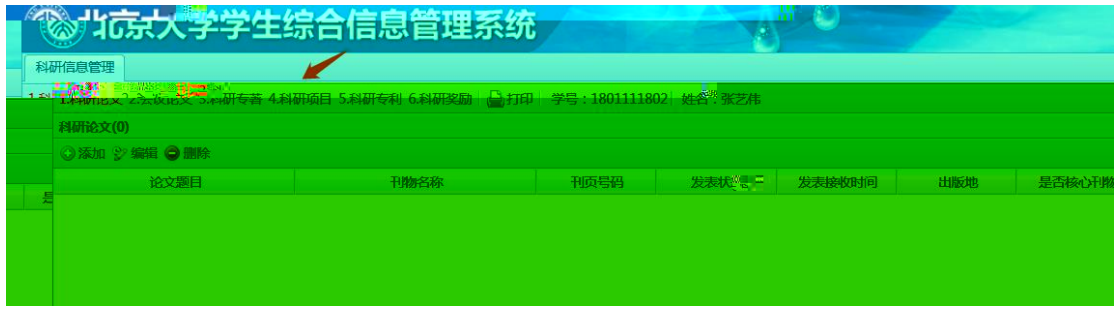 北京大学学生综合信息管理系统
科研信息管理
1.科研论文 2.会议论文 3.科研专著 4.科研项目 5.科研专利 6.科研奖励 打印 学号：1801111802 姓名：张艺伟
科研论文(0)
添加 编辑 删除
论文题目 刊物名称 刊页号码 发表状 发表接收时间 出版地 是否核心刊物